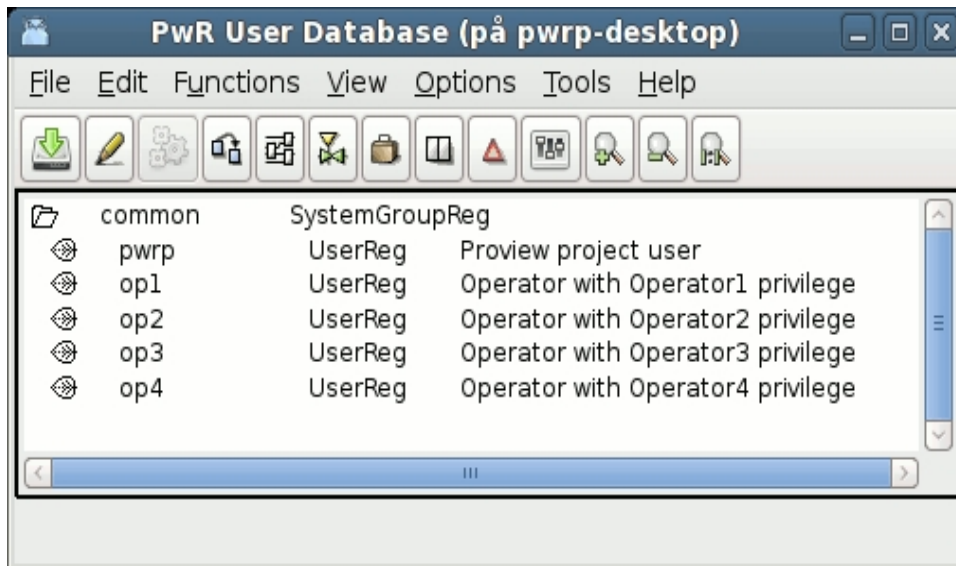 PwR User Database (på pwrp-desktop)
File Edit Functions View Options Tools Help
common SystemGroupReg
pwrp UserReg Proview project user
op1 UserReg Operator with Operator1 privilege
op2 UserReg Operator with Operator2 privilege
op3 UserReg Operator with Operator3 privilege
op4 UserReg Operator with Operator4 privilege